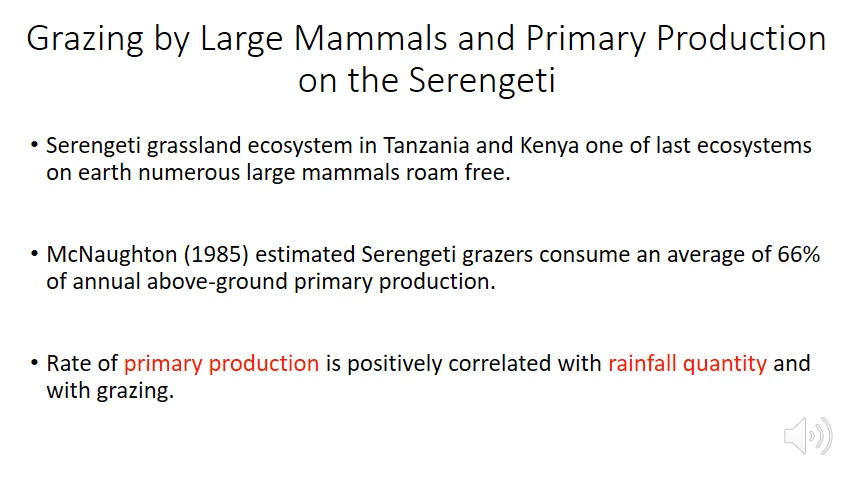 Grazing by Large Mammals and Primary Production
on the Serengeti
• Serengeti grassland ecosystem in Tanzania and Kenya one of last ecosystems
on earth numerous large mammals roam free.
• McNaughton (1985) estimated Serengeti grazers consume an average of 66%
of annual above-ground primary production.
• Rate of primary production is positively correlated with rainfall quantity and
with grazing.